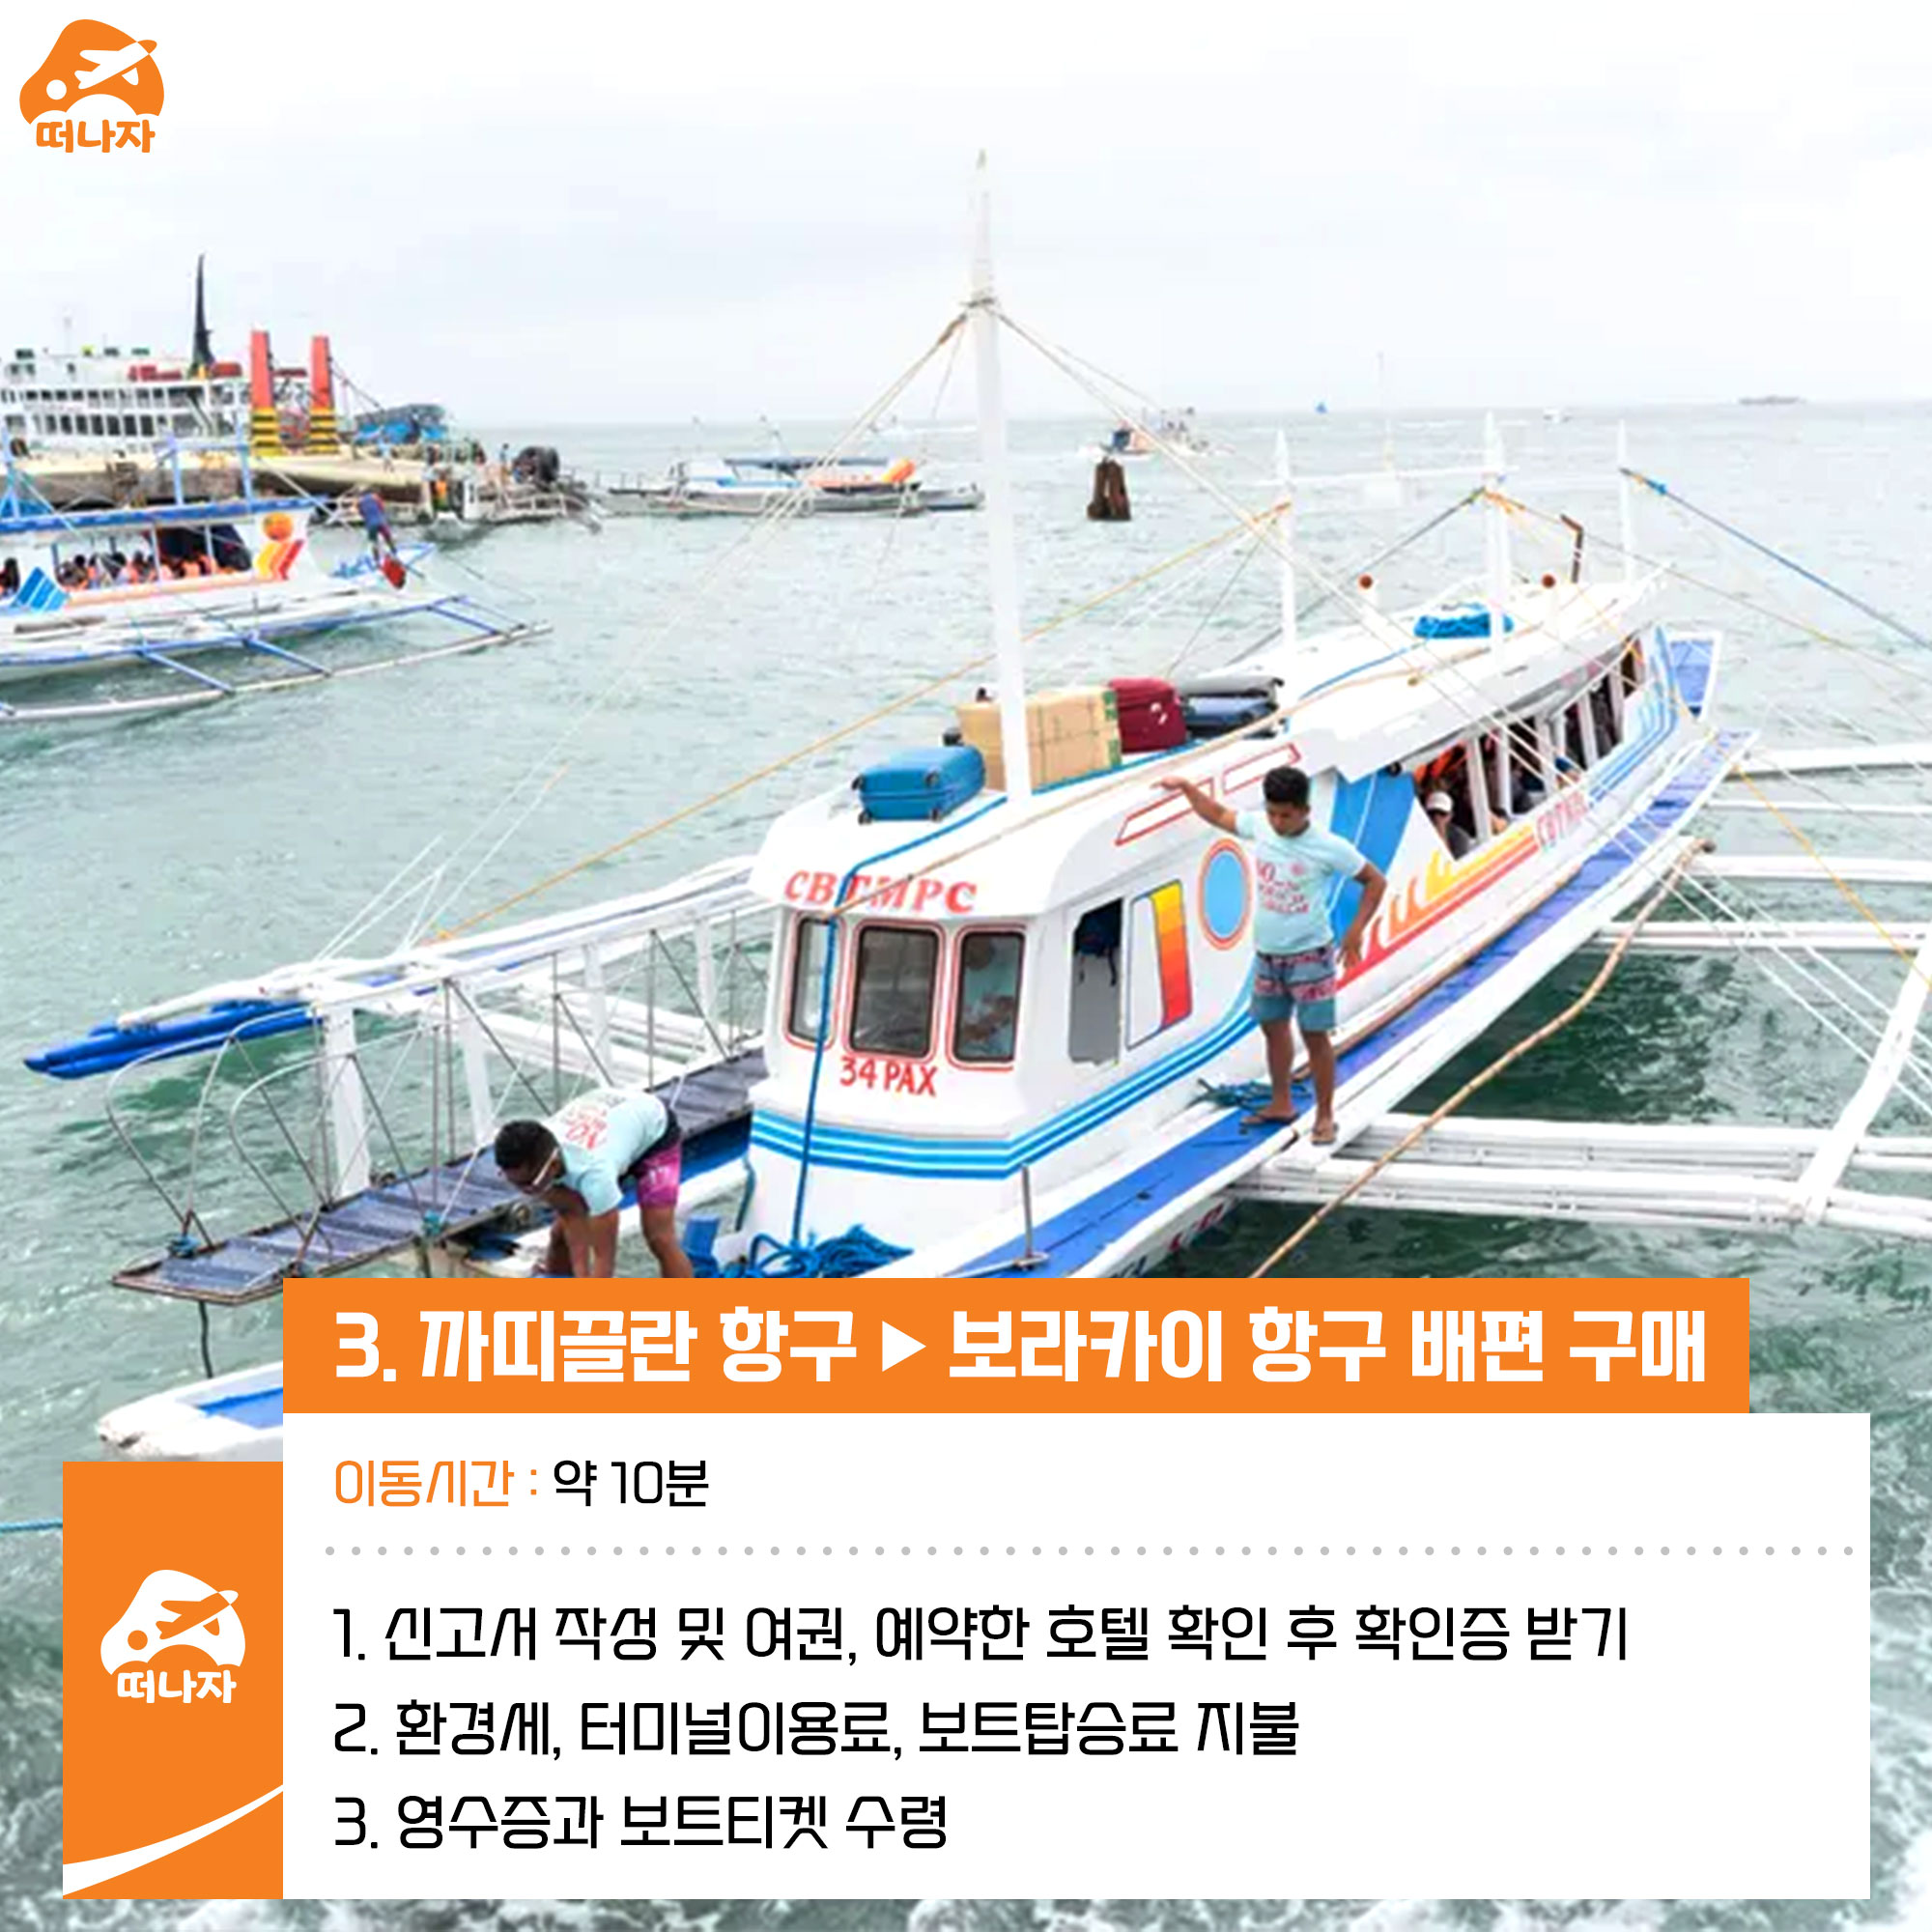 떠나자
CBTMPC
34 PAX
3. 까띠끌란 항구 ▶ 보라카이 항구 배편 구매
이동시간 : 약 10분
1. 신고서 작성 및 여권, 예약한 호텔 확인 후 확인증 받기
떠나자
2. 환경세, 터미널이용료, 보트탑승료 지불
3. 영수증과 보트티켓 수령